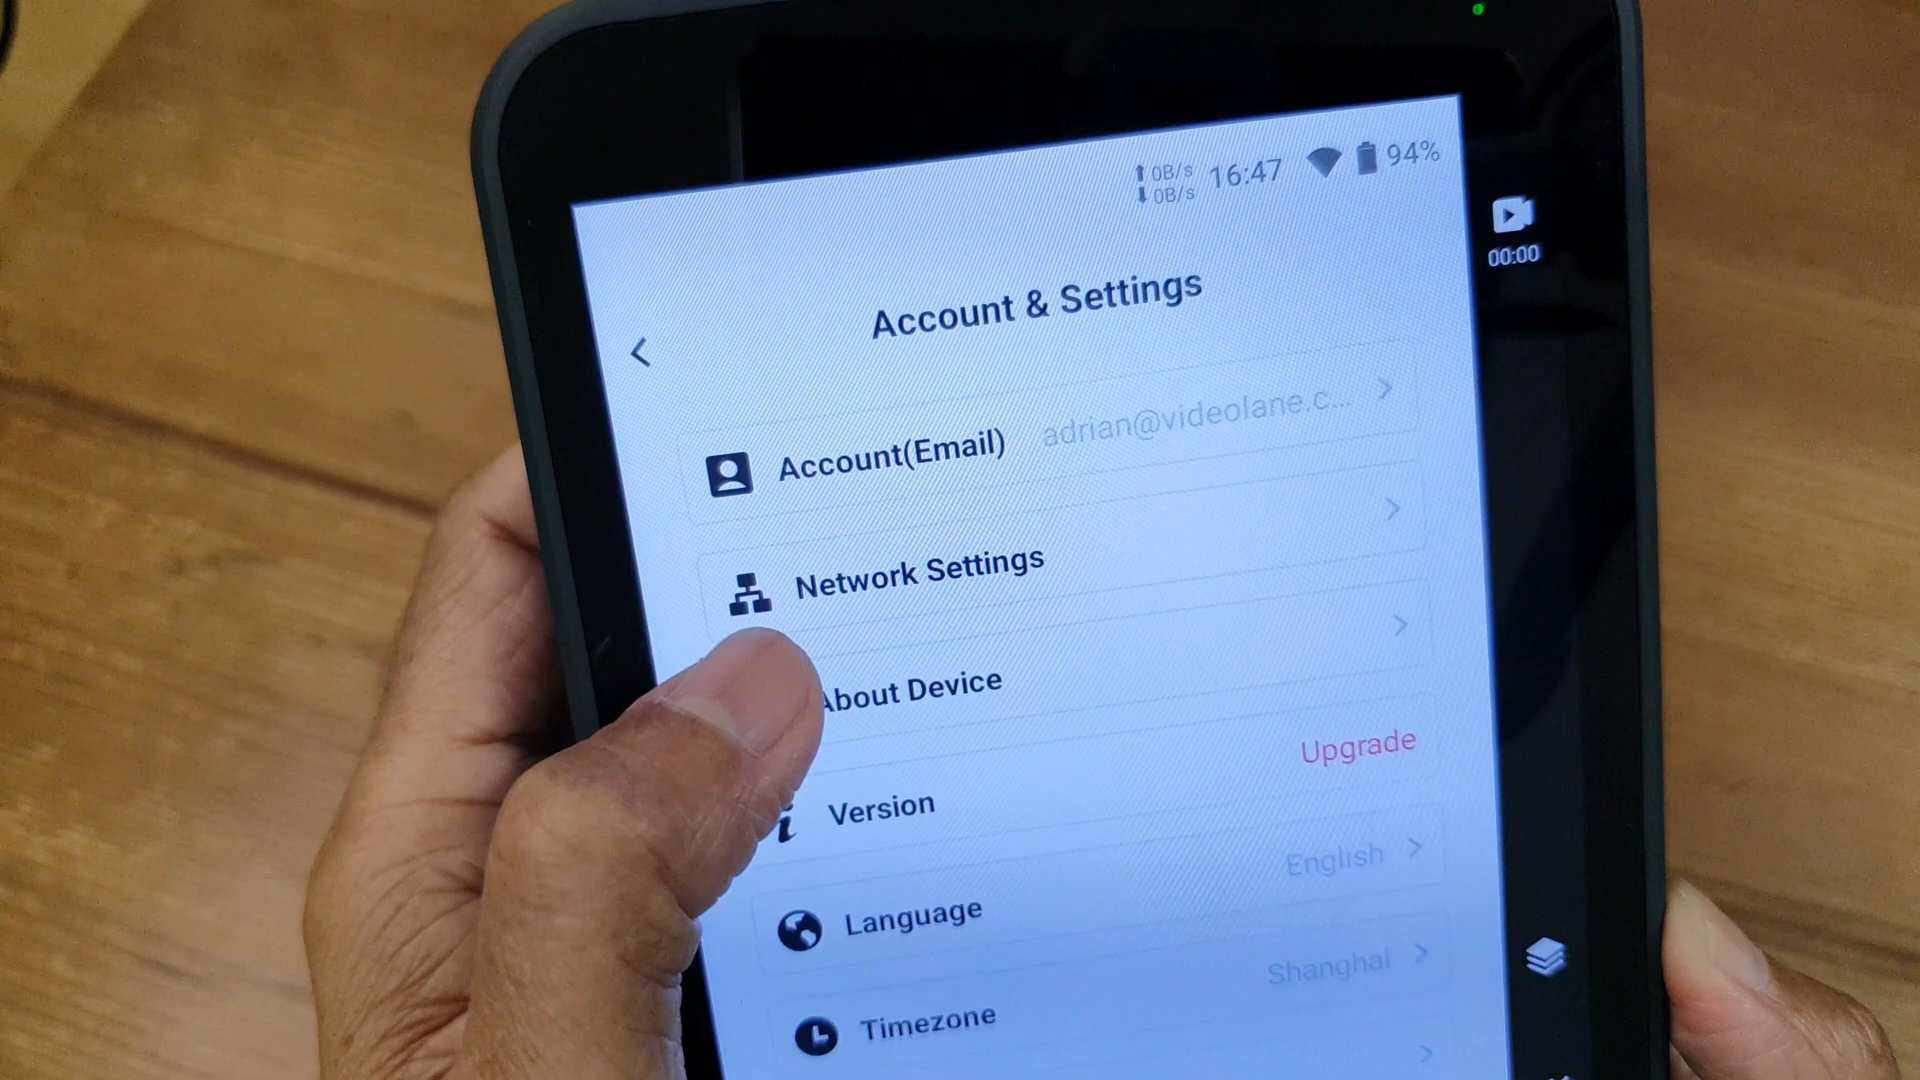 0B/s 16:47 94%
0B/s
00:00
Account & Settings
Account(Email) adrian@videolane.c...
Network Settings
About Device
Version Upgrade
Language English
Timezone Shanghai